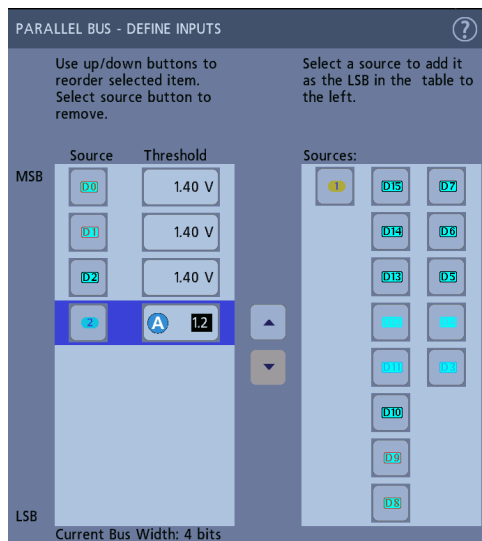 PARALLEL BUS - DEFINE INPUTS
?
Use up/down buttons to
reorder selected item.
Select source button to
remove.
Select a source to add it
as the LSB in the table to
the left.
Source Threshold
MSB
D0 1.40 V
D1 1.40 V
D2 1.40 V
2 A 1.2
LSB
Current Bus Width: 4 bits
Sources:
1 D15 D7
D14 D6
D13 D5
D11 D3
D10
D9
D8